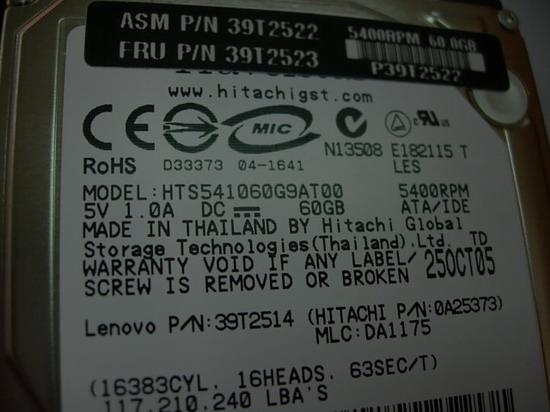 ASM P/N 39T2522
FRU P/N 39T2523
5400RPM 60.0GB
P39T2522
www.hitachigst.com
CE MIC
N13508 E182115 T
RoHS D33373 04-1641 LES
MODEL:HTS541060G9AT00 5400RPM
5V 1.0A DC 60GB ATA/IDE
MADE IN THAILAND BY Hitachi Global
Storage Technologies(Thailand).Ltd. TD
WARRANTY VOID IF ANY LABEL/ 25OCT05
SCREW IS REMOVED OR BROKEN
Lenovo P/N:39T2514 (HITACHI P/N:0A25373)
MLC:DA1175
(16383CYL. 16HEADS. 63SEC/T)
117.210.240 LBA'S